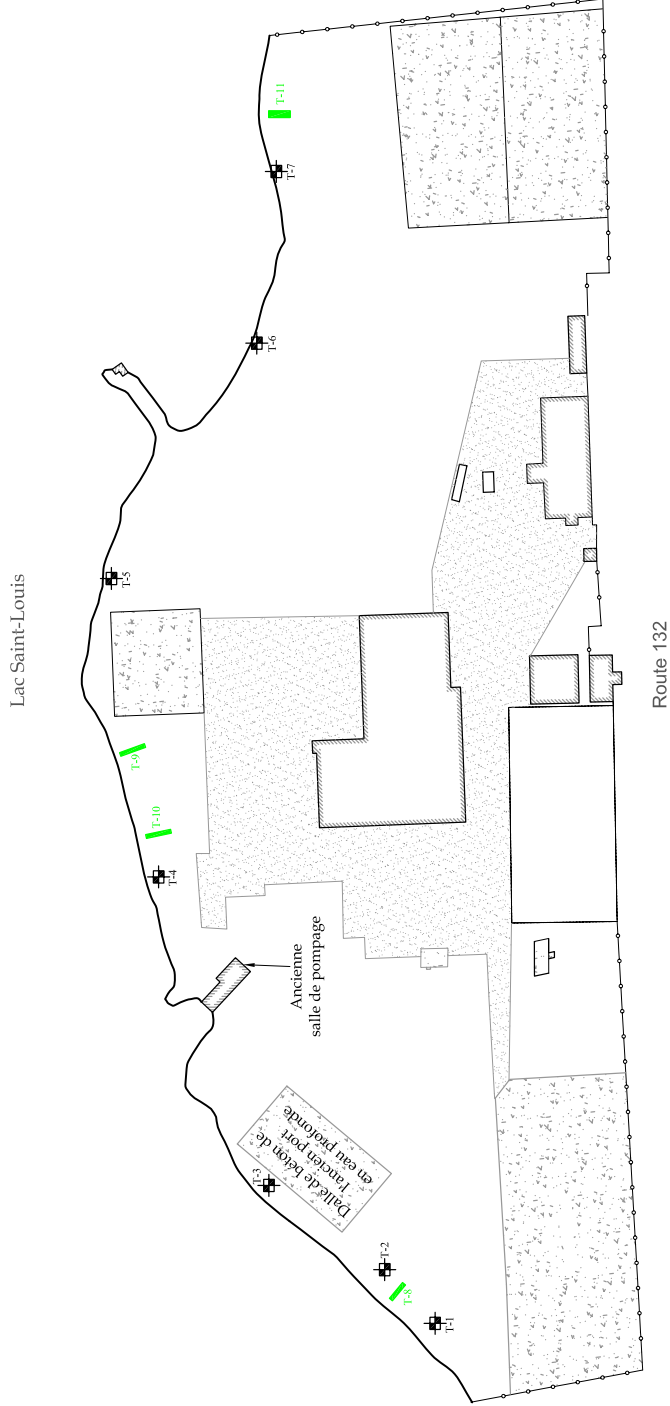 Lac Saint-Louis
T-11
T-7
T-6
T-5
T-9
T-10
T-4
Ancienne
salle de pompage
Dalle de béton de
l'ancien port
en eau profonde
T-3
T-2
T-8
T-1
Route 132